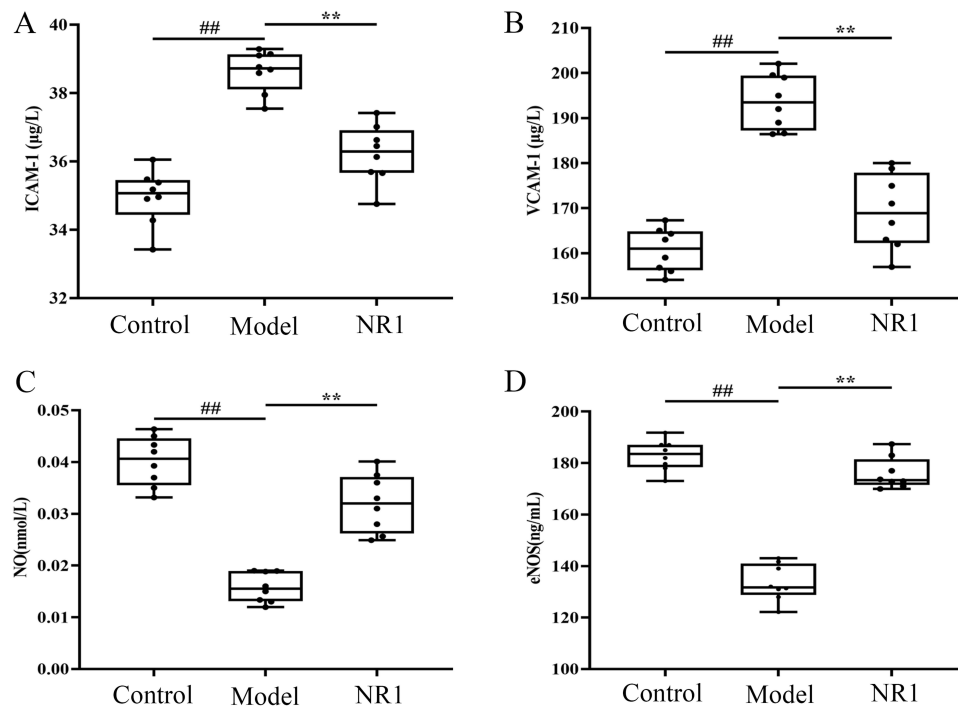 A
ICAM-1 (μg/L)
40
38
36
34
32
##
**
Control
Model
NR1
B
VCAM-1 (μg/L)
210
200
190
180
170
160
150
##
**
Control
Model
NR1
C
NO(nmol/L)
0.05
0.04
0.03
0.02
0.01
0.00
##
**
Control
Model
NR1
D
eNOS(ng/mL)
200
180
160
140
120
100
##
**
Control
Model
NR1